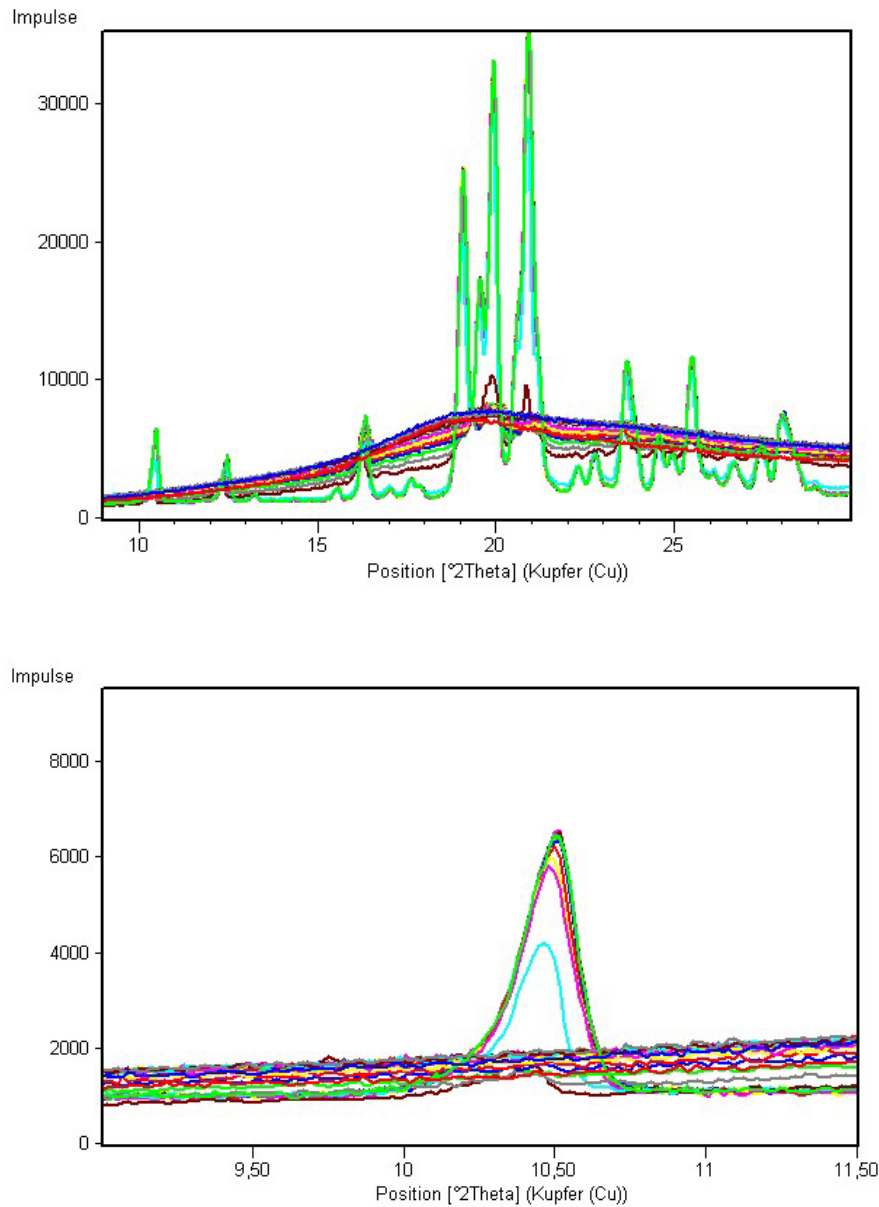 Impulse
30000
20000
10000
0
10 15 20 25
Position [°2Theta] (Kupfer (Cu))
Impulse
8000
6000
4000
2000
0
9,50 10 10,50 11 11,50
Position [°2Theta] (Kupfer (Cu))